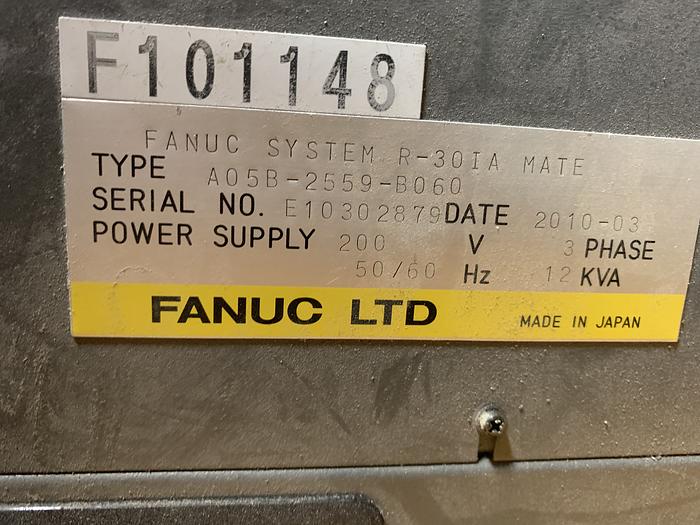 F101148
FANUC SYSTEM R-30IA MATE
TYPE A05B-2559-B060
SERIAL NO. E10302879 DATE 2010-03
POWER SUPPLY 200 V 3 PHASE
50/60 Hz 12 KVA
FANUC LTD MADE IN JAPAN